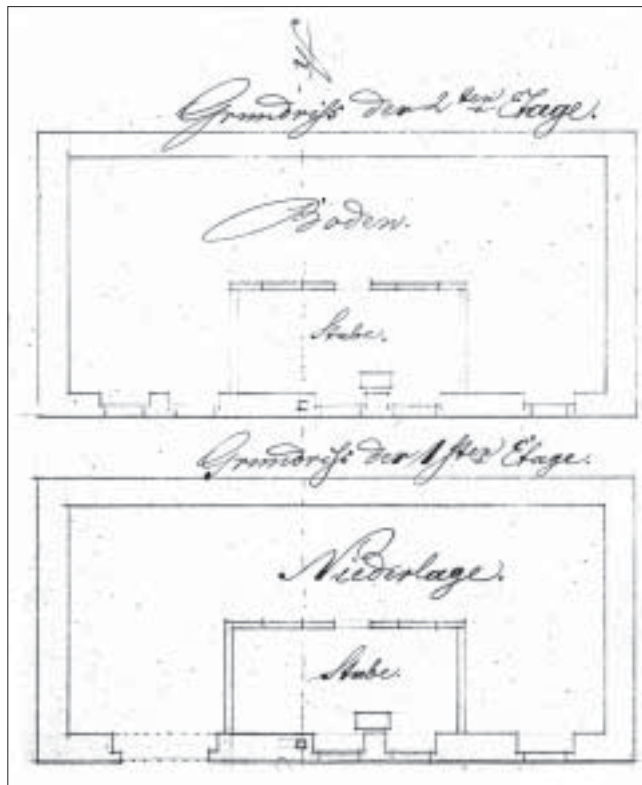 Grundriß der 2ten Etage.
Boden.
Stube.
Grundriß der 1sten Etage.
Niederlage.
Stube.